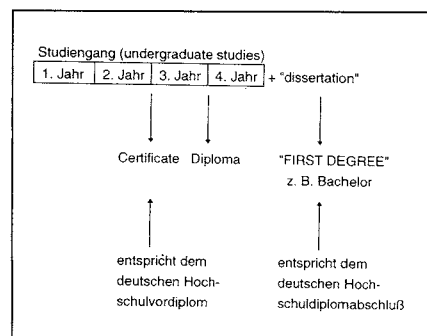 Studiengang (undergraduate studies)
1. Jahr 2. Jahr 3. Jahr 4. Jahr + "dissertation"
Certificate Diploma "FIRST DEGREE"
z. B. Bachelor
entspricht dem entspricht dem
deutschen Hoch- deutschen Hoch-
schulvordiplom schuldiplomabschluß